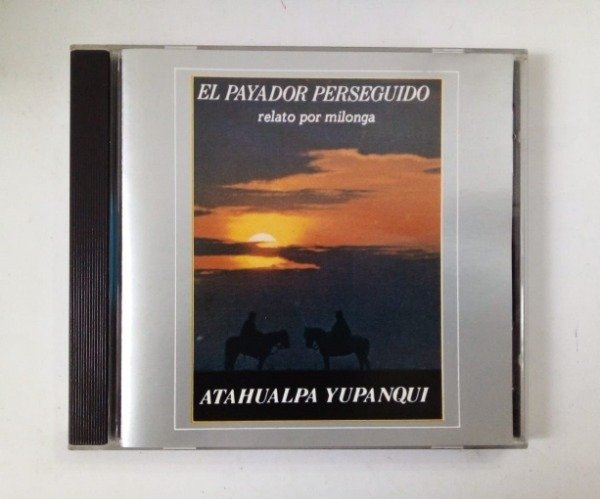 EL PAYADOR PERSEGUIDO
relato por milonga
ATAHUALPA YUPANQUI